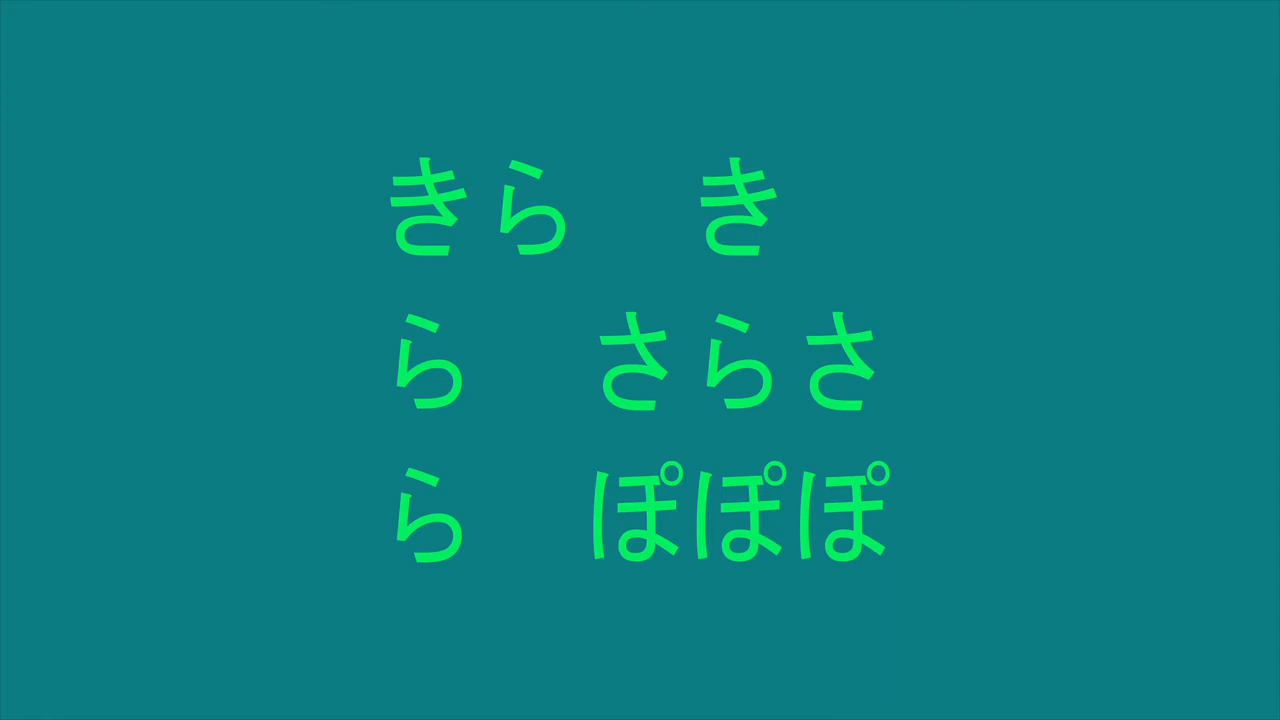 きら　き
ら　さらさ
ら　ぽぽぽ